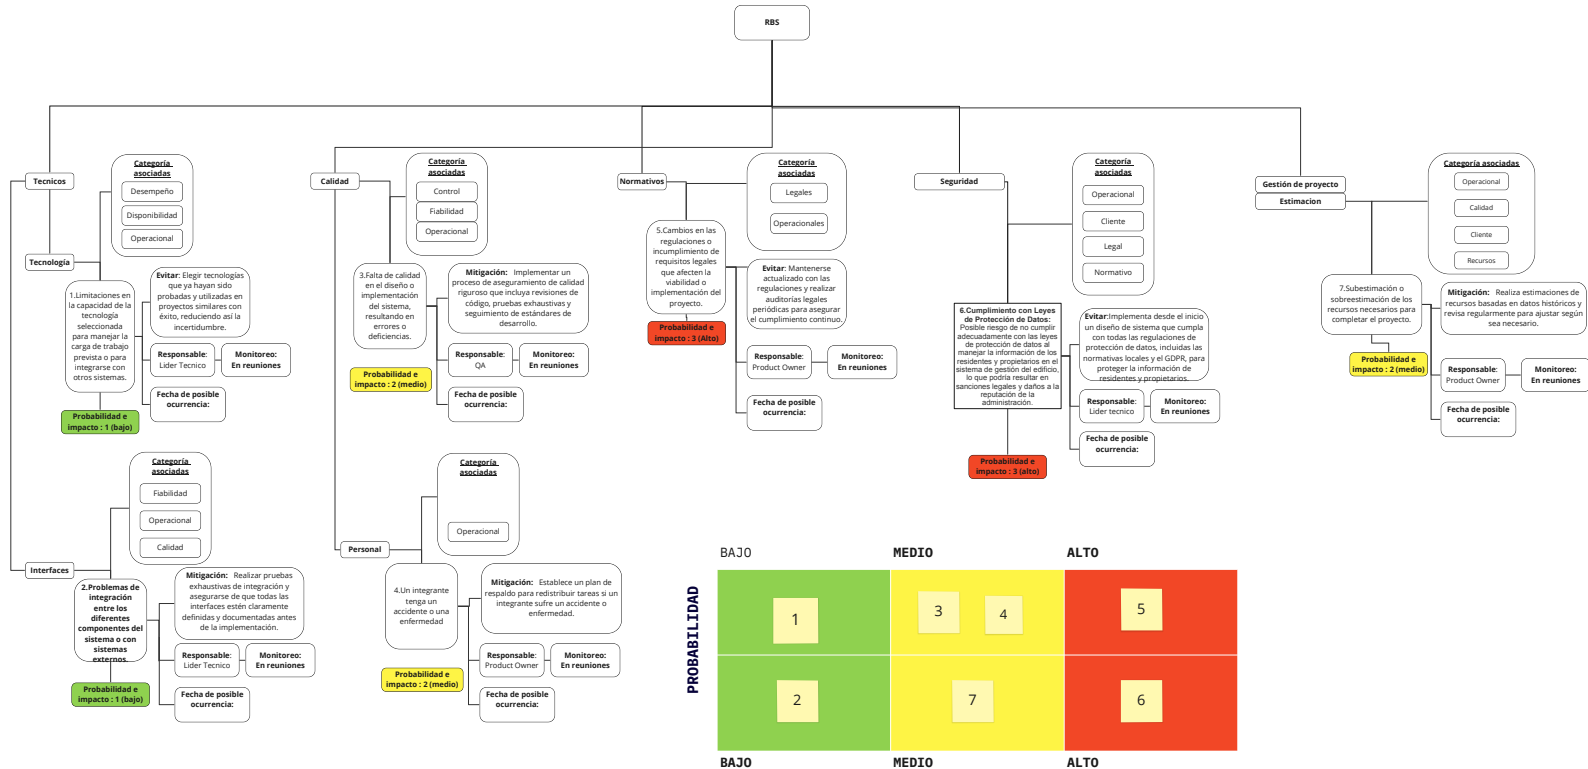 RBS
Tecnicos
Categoría
asociadas
Desempeño
Disponibilidad
Operacional
Tecnología
1.Limitaciones en
la capacidad de la
tecnología
seleccionada
para manejar la
carga de trabajo
prevista o para
integrarse con
otros sistemas.
Evitar: Elegir tecnologías
que ya hayan sido
probadas y utilizadas en
proyectos similares con
éxito, reduciendo así la
incertidumbre.
Responsable:
Lider Tecnico
Monitoreo:
En reuniones
Fecha de posible
ocurrencia:
Probabilidad e
impacto : 1 (bajo)
Categoría
asociadas
Fiabilidad
Operacional
Calidad
Interfaces
2.Problemas de
integración
entre los
diferentes
componentes del
sistema o con
sistemas
externos.
Mitigación: Realizar pruebas
exhaustivas de integración y
asegurarse de que todas las
interfaces estén claramente
definidas y documentadas antes
de la implementación.
Responsable:
Lider Tecnico
Monitoreo:
En reuniones
Fecha de posible
ocurrencia:
Probabilidad e
impacto : 1 (bajo)
Calidad
Categoría
asociadas
Control
Fiabilidad
Operacional
3.Falta de calidad
en el diseño o
implementación
del sistema,
resultando en
errores o
deficiencias.
Mitigación: Implementar un
proceso de aseguramiento de calidad
riguroso que incluya revisiones de
código, pruebas exhaustivas y
seguimiento de estándares de
desarrollo.
Responsable:
QA
Monitoreo:
En reuniones
Fecha de posible
ocurrencia:
Probabilidad e
impacto : 2 (medio)
Categoría
asociadas
Operacional
Personal
4.Un integrante
tenga un
accidente o una
enfermedad
Mitigación: Establece un plan de
respaldo para redistribuir tareas si un
integrante sufre un accidente o
enfermedad.
Responsable:
Product Owner
Monitoreo:
En reuniones
Fecha de posible
ocurrencia:
Probabilidad e
impacto : 2 (medio)
Normativos
Categoría
asociadas
Legales
Operacionales
5.Cambios en las
regulaciones o
incumplimiento de
requisitos legales
que afecten la
viabilidad o
implementación del
proyecto.
Evitar: Mantenerse
actualizado con las
regulaciones y realizar
auditorías legales
periódicas para asegurar
el cumplimiento continuo.
Probabilidad e
impacto : 3 (Alto)
Responsable:
Product Owner
Monitoreo:
En reuniones
Fecha de posible
ocurrencia:
Seguridad
Categoría
asociadas
Operacional
Cliente
Legal
Normativo
6.Cumplimiento con Leyes
de Protección de Datos:
Posible riesgo de no cumplir
adecuadamente con las leyes
de protección de datos al
manejar la información de los
residentes y propietarios en el
sistema de gestión del edificio,
lo que podría resultar en
sanciones legales y daños a la
reputación de la
administración.
Evitar:Implementa desde el inicio
un diseño de sistema que cumpla
con todas las regulaciones de
protección de datos, incluidas las
normativas locales y el GDPR, para
proteger la información de
residentes y propietarios.
Responsable:
Lider tecnico
Monitoreo:
En reuniones
Fecha de posible
ocurrencia:
Probabilidad e
impacto : 3 (alto)
Gestión de proyecto
Estimacion
Categoría asociadas
Operacional
Calidad
Cliente
Recursos
7.Subestimación o
sobreestimación de los
recursos necesarios para
completar el proyecto.
Mitigación: Realiza estimaciones de
recursos basadas en datos históricos y
revisa regularmente para ajustar según
sea necesario.
Probabilidad e
impacto : 2 (medio)
Responsable:
Product Owner
Monitoreo:
En reuniones
Fecha de posible
ocurrencia:
BAJO MEDIO ALTO
PROBABILIDAD
1 3 4 5
2 7 6
BAJO MEDIO ALTO